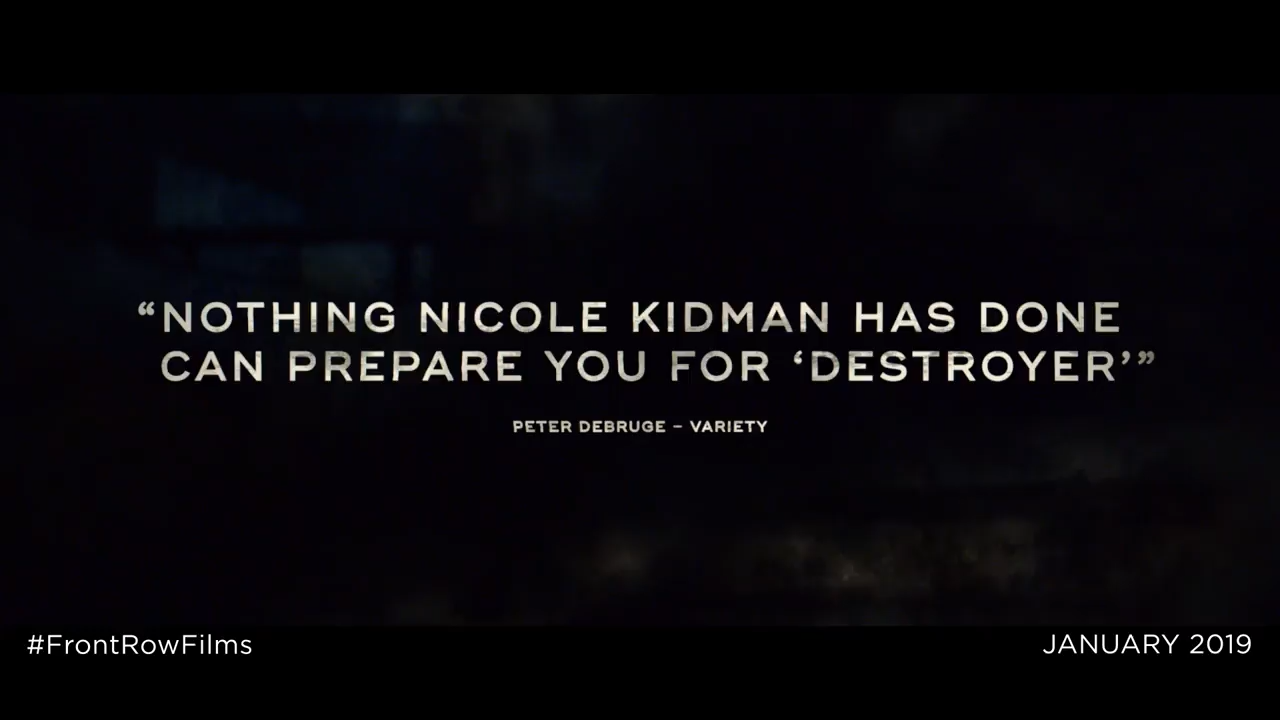 “NOTHING NICOLE KIDMAN HAS DONE
CAN PREPARE YOU FOR ‘DESTROYER’”
PETER DEBRUGE – VARIETY
#FrontRowFilms
JANUARY 2019